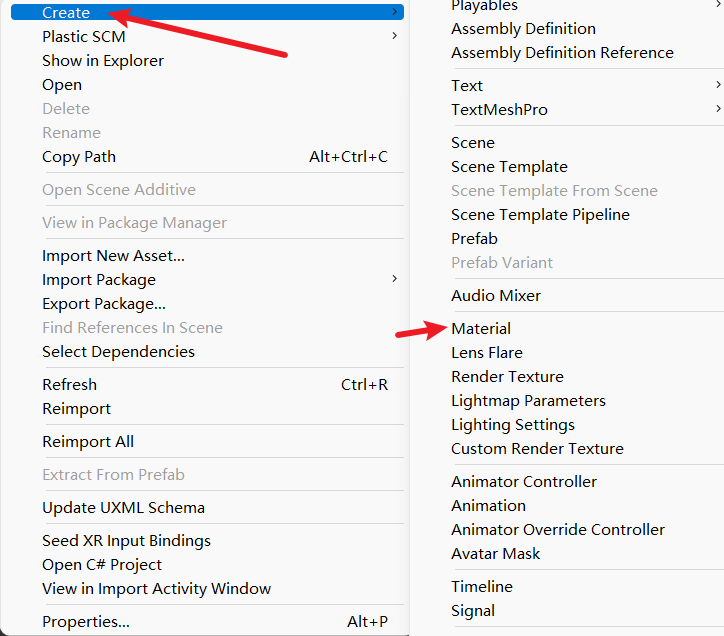 Create
Plastic SCM
Show in Explorer
Open
Delete
Rename
Copy Path Alt+Ctrl+C
Open Scene Additive
View in Package Manager
Import New Asset...
Import Package
Export Package...
Find References In Scene
Select Dependencies
Refresh Ctrl+R
Reimport
Reimport All
Extract From Prefab
Update UXML Schema
Seed XR Input Bindings
Open C# Project
View in Import Activity Window
Properties... Alt+P
Playables
Assembly Definition
Assembly Definition Reference
Text
TextMeshPro
Scene
Scene Template
Scene Template From Scene
Scene Template Pipeline
Prefab
Prefab Variant
Audio Mixer
Material
Lens Flare
Render Texture
Lightmap Parameters
Lighting Settings
Custom Render Texture
Animator Controller
Animation
Animator Override Controller
Avatar Mask
Timeline
Signal